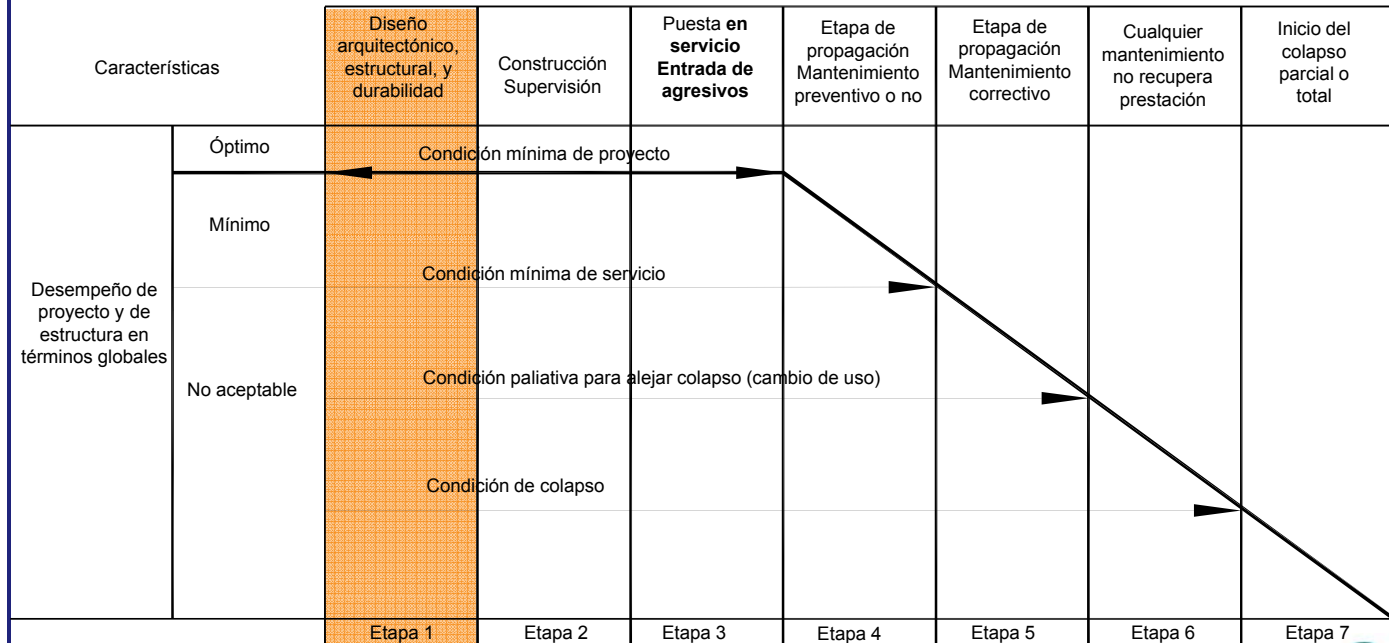 Características
Diseño
arquitectónico,
estructural, y
durabilidad
Construcción
Supervisión
Puesta en
servicio
Entrada de
agresivos
Etapa de
propagación
Mantenimiento
preventivo o no
Etapa de
propagación
Mantenimiento
correctivo
Cualquier
mantenimiento
no recupera
prestación
Inicio del
colapso
parcial o
total
Desempeño de
proyecto y de
estructura en
términos globales
Óptimo
Condición mínima de proyecto
Mínimo
Condición mínima de servicio
No aceptable
Condición paliativa para alejar colapso (cambio de uso)
Condición de colapso
Etapa 1
Etapa 2
Etapa 3
Etapa 4
Etapa 5
Etapa 6
Etapa 7